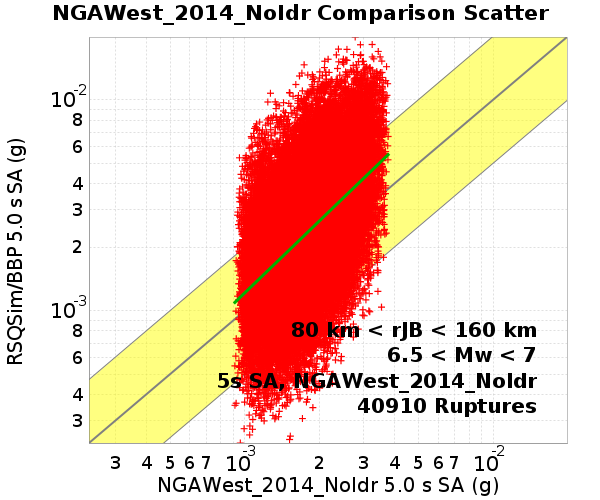 NGAWest_2014_NoIdr Comparison Scatter
RSQSim/BBP 5.0 s SA (g)
10-2
8
6
4
3
2
10-3
8
6
4
3
80 km < rJB < 160 km
6.5 < Mw < 7
5s SA, NGAWest_2014_NoIdr
40910 Ruptures
3 4 5 6 7 10-3 2 3 4 5 6 7 10-2
NGAWest_2014_NoIdr 5.0 s SA (g)